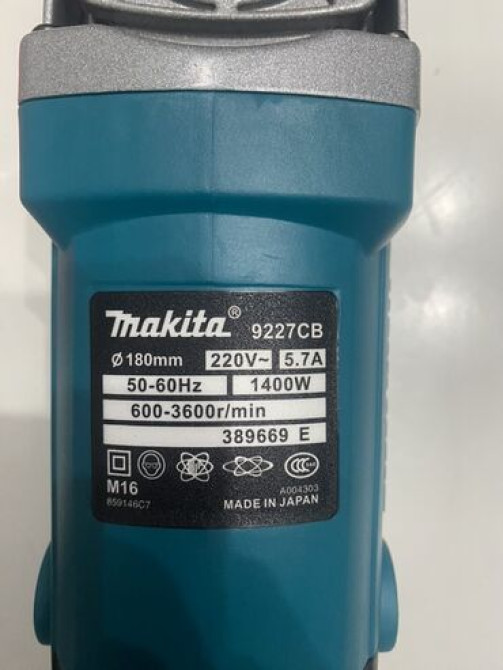 makita® 9227CB
ø180mm 220V~ 5.7A
50-60Hz 1400W
600-3600r/min
389669 E
M16 A004303
859146C7 MADE IN JAPAN